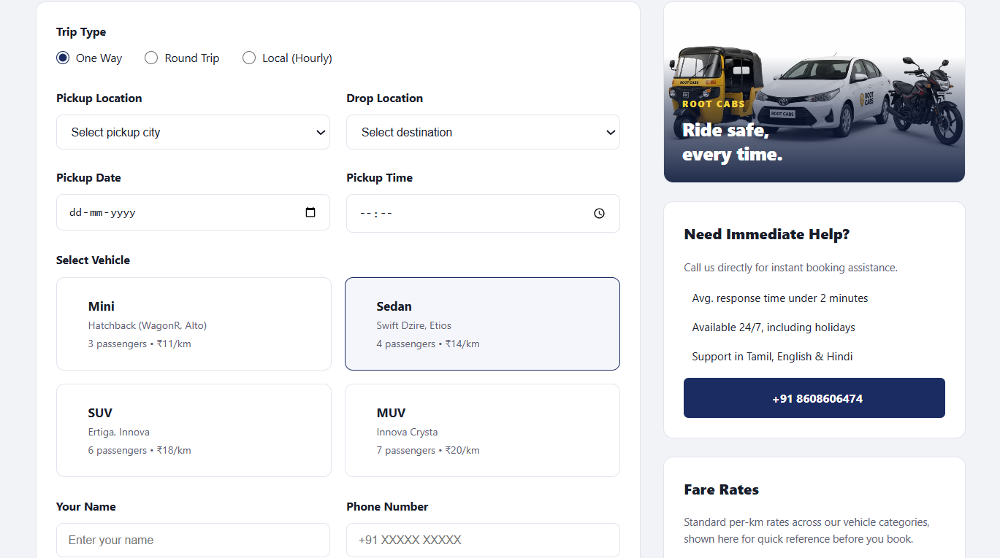 Trip Type
One Way
Round Trip
Local (Hourly)
Pickup Location
Drop Location
Select pickup city
Select destination
Pickup Date
Pickup Time
dd-mm-yyyy
--:--
Select Vehicle
Mini
Hatchback (WagonR, Alto)
3 passengers • ₹11/km
Sedan
Swift Dzire, Etios
4 passengers • ₹14/km
SUV
Ertiga, Innova
6 passengers • ₹18/km
MUV
Innova Crysta
7 passengers • ₹20/km
Your Name
Phone Number
Enter your name
+91 XXXXX XXXXX
ROOT CABS
ROOT CABS
ROOT
CABS
ROOT CABS
Ride safe,
every time.
Need Immediate Help?
Call us directly for instant booking assistance.
Avg. response time under 2 minutes
Available 24/7, including holidays
Support in Tamil, English & Hindi
+91 8608606474
Fare Rates
Standard per-km rates across our vehicle categories,
shown here for quick reference before you book.